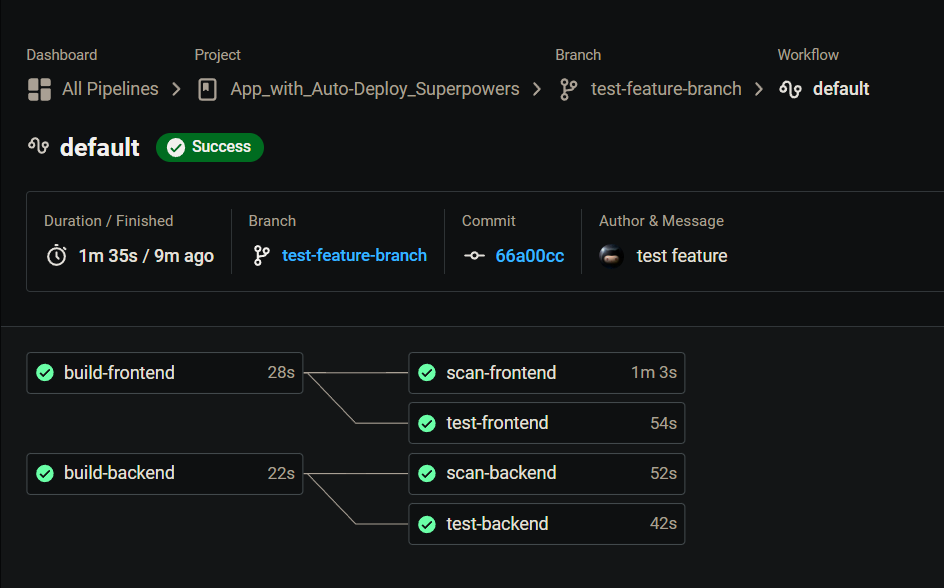 Dashboard Project Branch Workflow
All Pipelines App_with_Auto-Deploy_Superpowers test-feature-branch default
default Success
Duration / Finished Branch Commit Author & Message
1m 35s / 9m ago test-feature-branch 66a00cc test feature
build-frontend 28s scan-frontend 1m 3s
test-frontend 54s
build-backend 22s scan-backend 52s
test-backend 42s